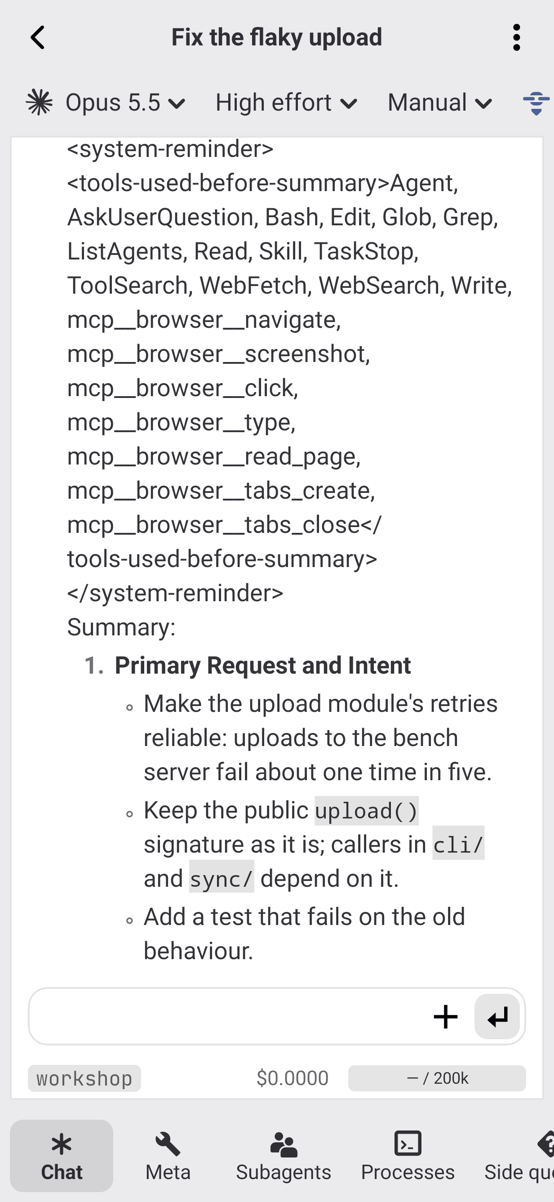 Fix the flaky upload
Opus 5.5 High effort Manual
<system-reminder>
<tools-used-before-summary>Agent,
AskUserQuestion, Bash, Edit, Glob, Grep,
ListAgents, Read, Skill, TaskStop,
ToolSearch, WebFetch, WebSearch, Write,
mcp__browser__navigate,
mcp__browser__screenshot,
mcp__browser__click,
mcp__browser__type,
mcp__browser__read_page,
mcp__browser__tabs_create,
mcp__browser__tabs_close</
tools-used-before-summary>
</system-reminder>
Summary:
1. Primary Request and Intent
◦ Make the upload module's retries
reliable: uploads to the bench
server fail about one time in five.
◦ Keep the public upload()
signature as it is; callers in cli/
and sync/ depend on it.
◦ Add a test that fails on the old
behaviour.
workshop $0.0000 – / 200k
Chat Meta Subagents Processes Side qu